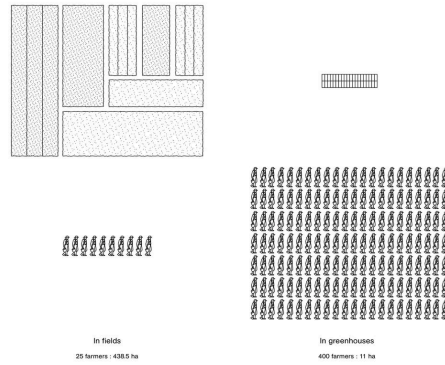 In fields
25 farmers : 438.5 ha
In greenhouses
400 farmers : 11 ha